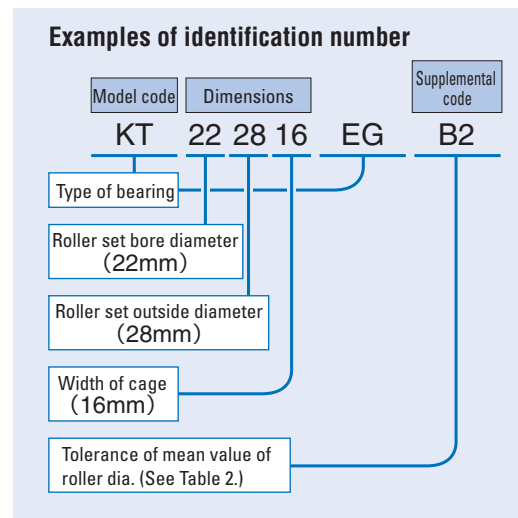 Examples of identification number
Model code Dimensions Supplemental
code
KT 22 28 16 EG B2
Type of bearing
Roller set bore diameter
（22mm）
Roller set outside diameter
（28mm）
Width of cage
（16mm）
Tolerance of mean value of
roller dia. (See Table 2.)